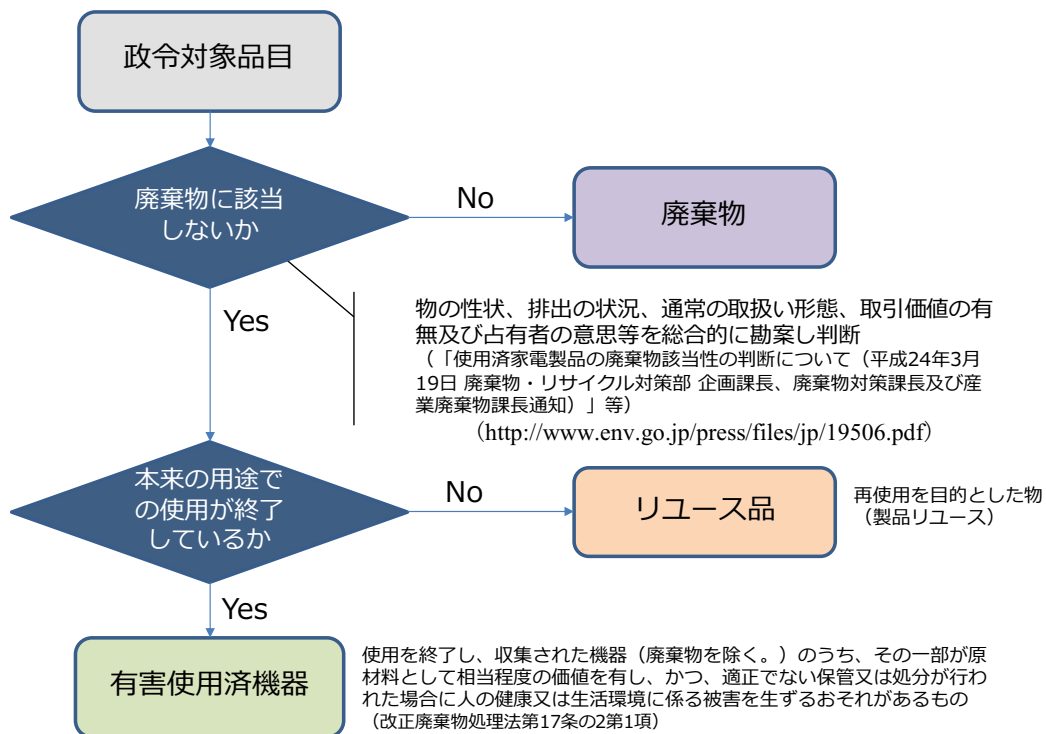 政令対象品目
廃棄物に該当
しないか
No
廃棄物
Yes
物の性状、排出の状況、通常の取扱い形態、取引価値の有
無及び占有者の意思等を総合的に勘案し判断
（「使用済家電製品の廃棄物該当性の判断について（平成24年3月
19日 廃棄物・リサイクル対策部 企画課長、廃棄物対策課長及び産
業廃棄物課長通知）」等）
（http://www.env.go.jp/press/files/jp/19506.pdf）
本来の用途で
の使用が終了
しているか
No
リユース品
再使用を目的とした物
（製品リユース）
Yes
有害使用済機器
使用を終了し、収集された機器（廃棄物を除く。）のうち、その一部が原
材料として相当程度の価値を有し、かつ、適正でない保管又は処分が行わ
れた場合に人の健康又は生活環境に係る被害を生ずるおそれがあるもの
（改正廃棄物処理法第17条の2第1項）